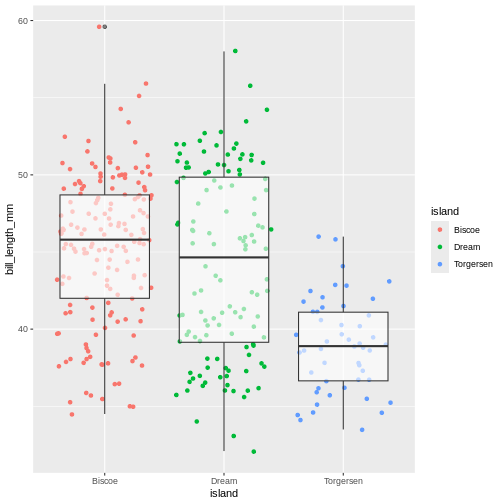 60
50
40
bill_length_mm
Biscoe
Dream
Torgersen
island
island
Biscoe
Dream
Torgersen